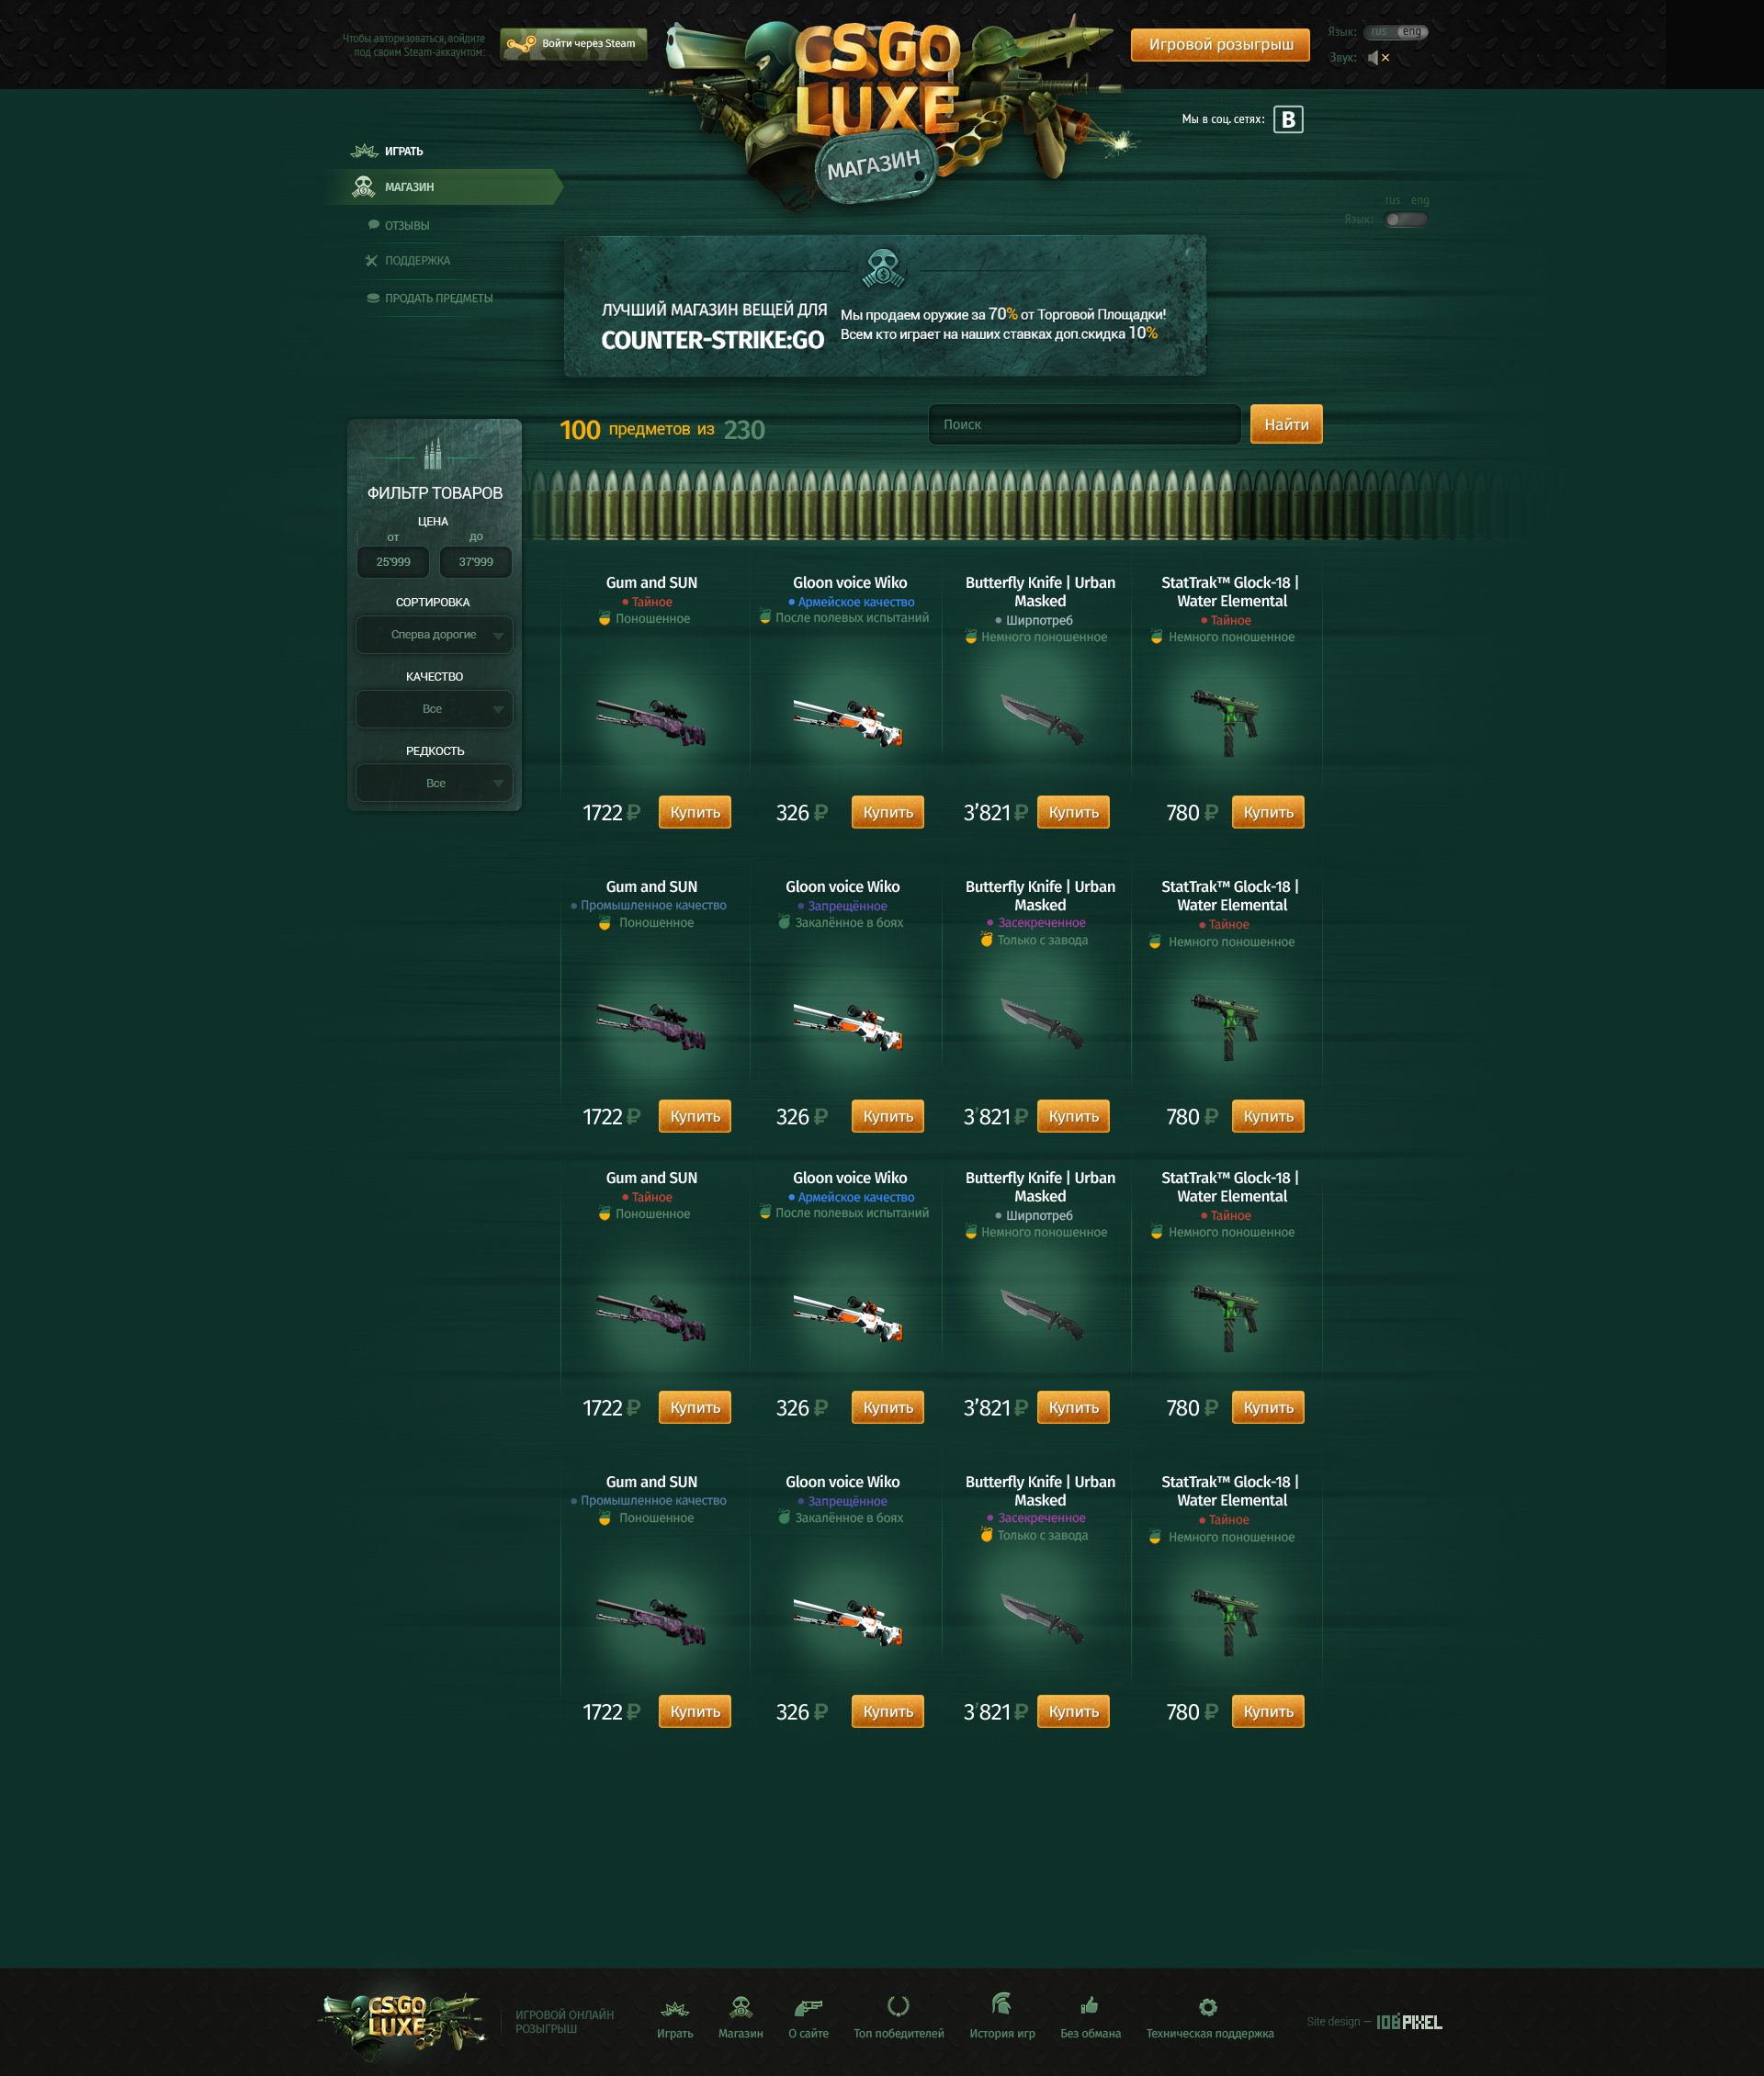 Чтобы авторизоваться, войдите
под своим Steam-аккаунтом:
Войти через Steam
CSGO
LUXE
МАГАЗИН
Игровой розыгрыш
Язык: rus eng
Звук:
Мы в соц. сетях: B
ИГРАТЬ
МАГАЗИН
ОТЗЫВЫ
ПОДДЕРЖКА
ПРОДАТЬ ПРЕДМЕТЫ
rus eng
Язык:
ЛУЧШИЙ МАГАЗИН ВЕЩЕЙ ДЛЯ
COUNTER-STRIKE:GO
Мы продаем оружие за 70% от Торговой Площадки!
Всем кто играет на наших ставках доп.скидка 10%
100 предметов из 230
Поиск
Найти
ФИЛЬТР ТОВАРОВ
ЦЕНА
от до
25'999 37'999
СОРТИРОВКА
Сперва дорогие
КАЧЕСТВО
Все
РЕДКОСТЬ
Все
Gum and SUN
Тайное
Поношенное
1722 ₽ Купить
Gloon voice Wiko
Армейское качество
После полевых испытаний
326 ₽ Купить
Butterfly Knife | Urban
Masked
Ширпотреб
Немного поношенное
3'821 ₽ Купить
StatTrak™ Glock-18 |
Water Elemental
Тайное
Немного поношенное
780 ₽ Купить
Gum and SUN
Промышленное качество
Поношенное
1722 ₽ Купить
Gloon voice Wiko
Запрещённое
Закалённое в боях
326 ₽ Купить
Butterfly Knife | Urban
Masked
Засекреченное
Только с завода
3'821 ₽ Купить
StatTrak™ Glock-18 |
Water Elemental
Тайное
Немного поношенное
780 ₽ Купить
Gum and SUN
Тайное
Поношенное
1722 ₽ Купить
Gloon voice Wiko
Армейское качество
После полевых испытаний
326 ₽ Купить
Butterfly Knife | Urban
Masked
Ширпотреб
Немного поношенное
3'821 ₽ Купить
StatTrak™ Glock-18 |
Water Elemental
Тайное
Немного поношенное
780 ₽ Купить
Gum and SUN
Промышленное качество
Поношенное
1722 ₽ Купить
Gloon voice Wiko
Запрещённое
Закалённое в боях
326 ₽ Купить
Butterfly Knife | Urban
Masked
Засекреченное
Только с завода
3'821 ₽ Купить
StatTrak™ Glock-18 |
Water Elemental
Тайное
Немного поношенное
780 ₽ Купить
CSGO
LUXE
ИГРОВОЙ ОНЛАЙН
РОЗЫГРЫШ
Играть
Магазин
О сайте
Топ победителей
История игр
Без обмана
Техническая поддержка
Site design — 108PIXEL